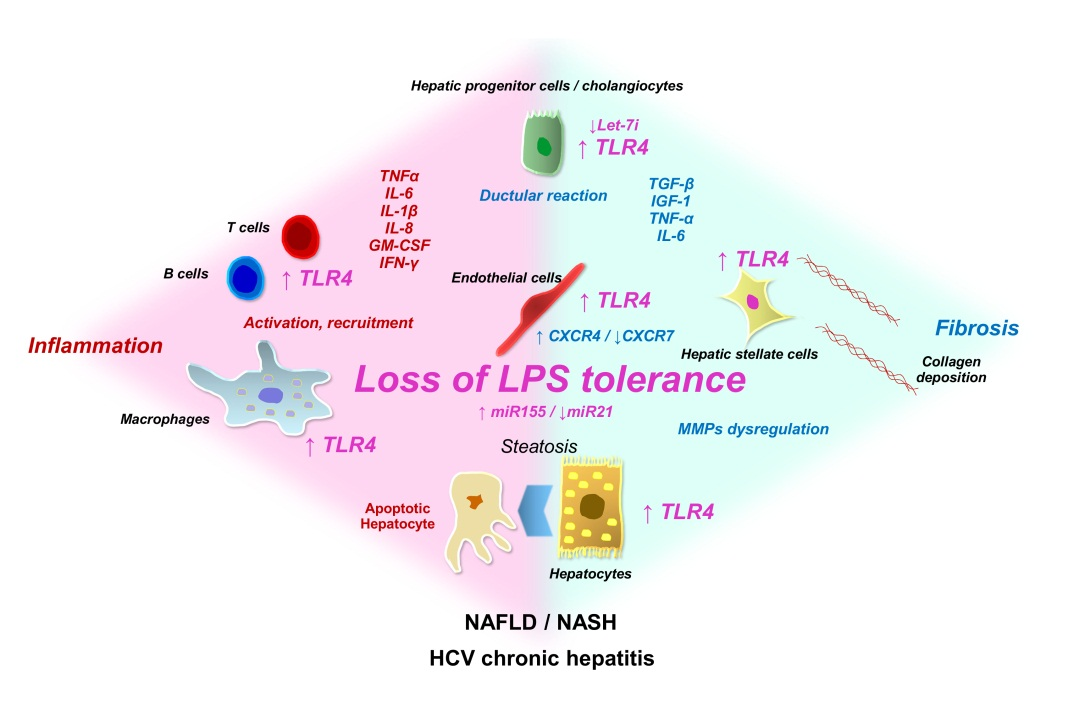 Hepatic progenitor cells / cholangiocytes
↓Let-7i
↑ TLR4
Ductular reaction
TNFα
IL-6
IL-1β
IL-8
GM-CSF
IFN-γ
TGF-β
IGF-1
TNF-α
IL-6
T cells
B cells
↑ TLR4
Activation, recruitment
Endothelial cells
↑ TLR4
↑ CXCR4 / ↓CXCR7
↑ TLR4
Hepatic stellate cells
Inflammation
Fibrosis
Collagen
deposition
Loss of LPS tolerance
↑ miR155 / ↓miR21
Macrophages
↑ TLR4
MMPs dysregulation
Steatosis
Apoptotic
Hepatocyte
↑ TLR4
Hepatocytes
NAFLD / NASH
HCV chronic hepatitis